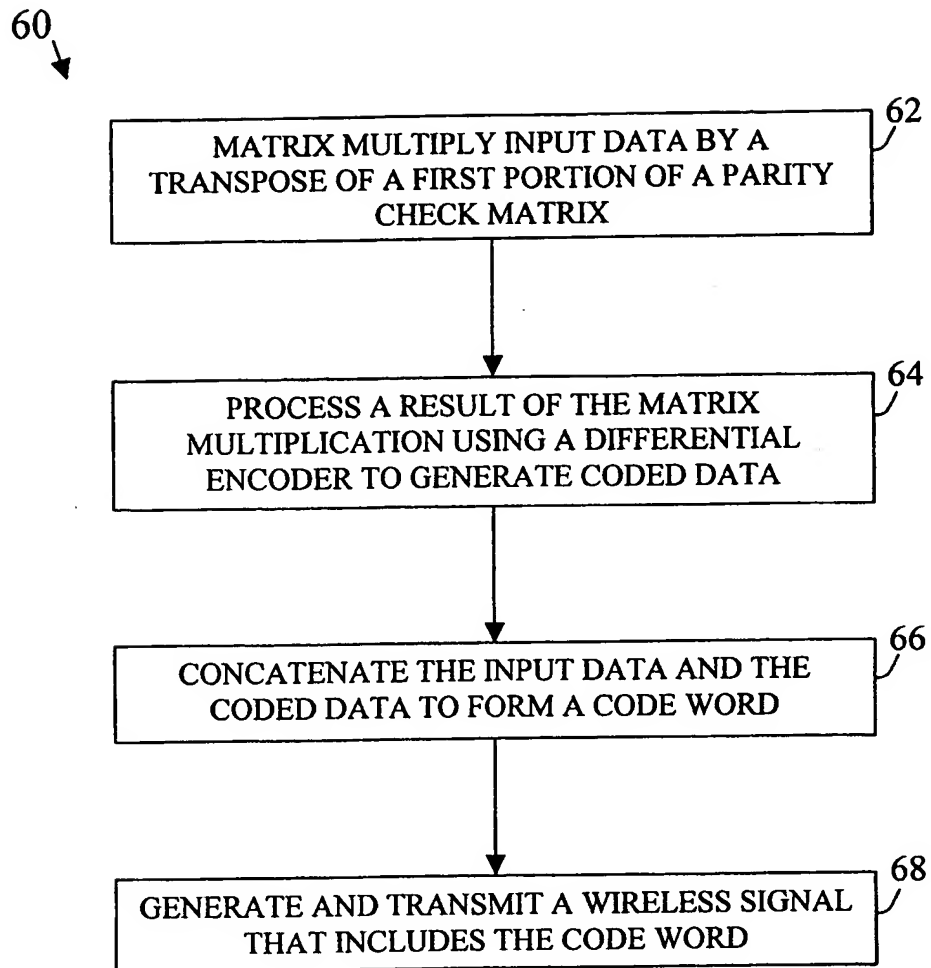 60
62
MATRIX MULTIPLY INPUT DATA BY A
TRANSPOSE OF A FIRST PORTION OF A PARITY
CHECK MATRIX
64
PROCESS A RESULT OF THE MATRIX
MULTIPLICATION USING A DIFFERENTIAL
ENCODER TO GENERATE CODED DATA
66
CONCATENATE THE INPUT DATA AND THE
CODED DATA TO FORM A CODE WORD
68
GENERATE AND TRANSMIT A WIRELESS SIGNAL
THAT INCLUDES THE CODE WORD